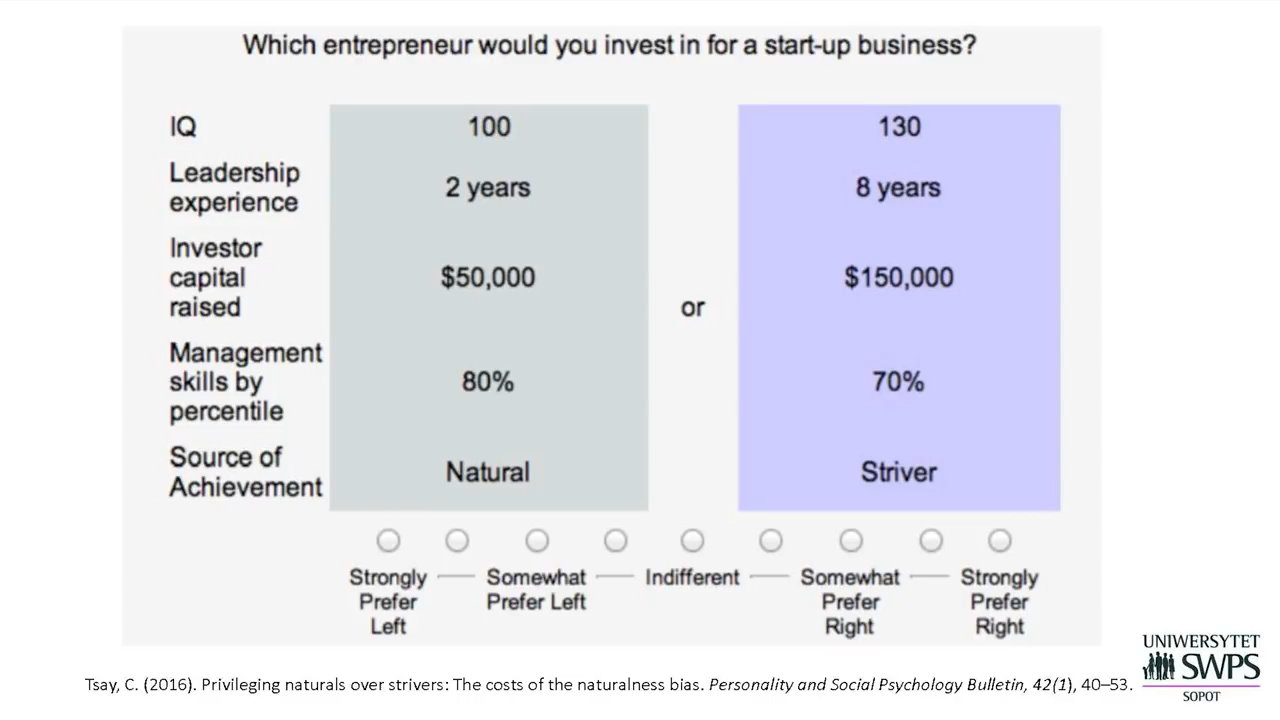 Which entrepreneur would you invest in for a start-up business?
IQ 100 130
Leadership
experience
2 years 8 years
Investor
capital
raised
$50,000 $150,000
or
Management
skills by
percentile
80% 70%
Source of
Achievement
Natural Striver
Strongly
Prefer
Left
Somewhat
Prefer Left
Indifferent
Somewhat
Prefer
Right
Strongly
Prefer
Right
Tsay, C. (2016). Privileging naturals over strivers: The costs of the naturalness bias. Personality and Social Psychology Bulletin, 42(1), 40–53.
UNIWERSYTET
SWPS
SOPOT